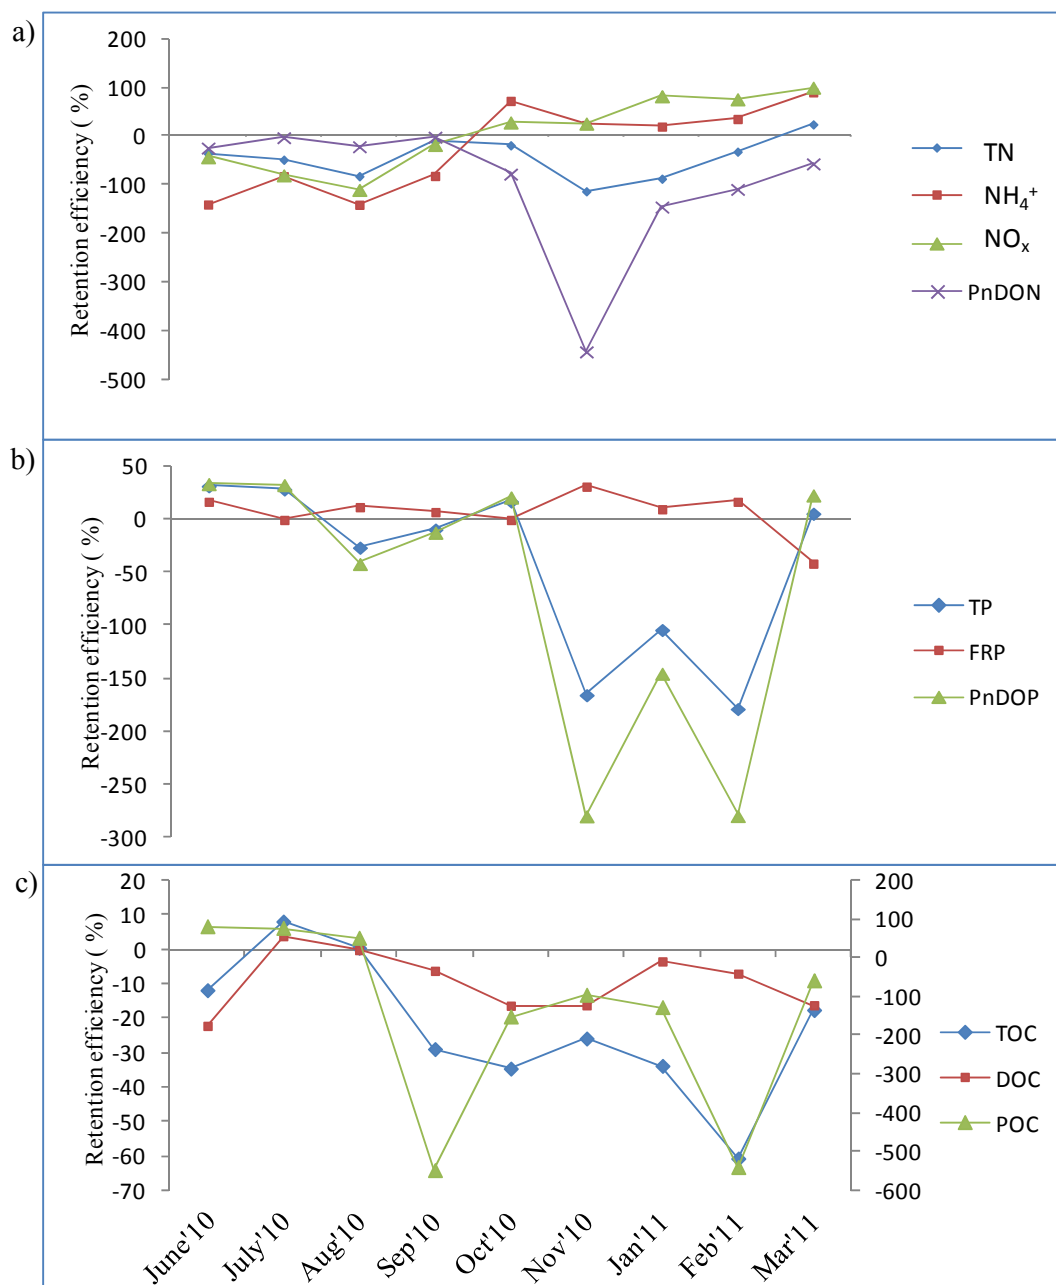 a)
Retention efficiency ( %)
200
100
0
-100
-200
-300
-400
-500
TN
NH₄⁺
NOₓ
PnDON
b)
Retention efficiency ( %)
50
0
-50
-100
-150
-200
-250
-300
TP
FRP
PnDOP
c)
Retention efficiency ( %)
20
10
0
-10
-20
-30
-40
-50
-60
-70
200
100
0
-100
-200
-300
-400
-500
-600
TOC
DOC
POC
June'10
July'10
Aug'10
Sep'10
Oct'10
Nov'10
Jan'11
Feb'11
Mar'11